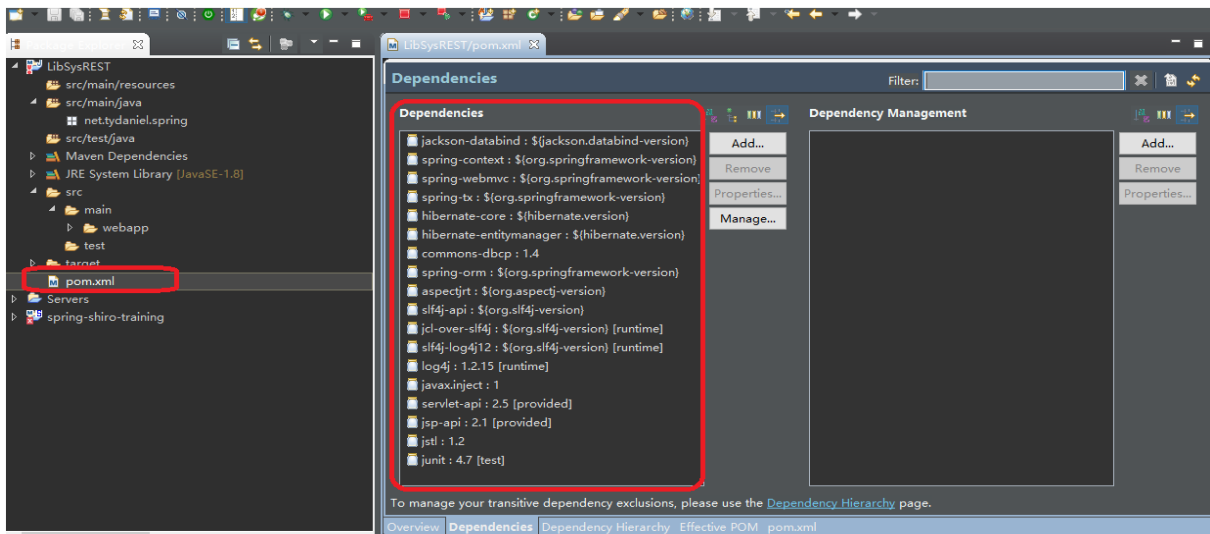 LibSysREST/pom.xml
LibSysREST
src/main/resources
src/main/java
net.tydaniel.spring
src/test/java
Maven Dependencies
JRE System Library [JavaSE-1.8]
src
main
webapp
test
target
pom.xml
Servers
spring-shiro-training
Dependencies
Filter:
Dependencies
jackson-databind : ${jackson.databind-version}
spring-context : ${org.springframework-version}
spring-webmvc : ${org.springframework-version}
spring-tx : ${org.springframework-version}
hibernate-core : ${hibernate.version}
hibernate-entitymanager : ${hibernate.version}
commons-dbcp : 1.4
spring-orm : ${org.springframework-version}
aspectjrt : ${org.aspectj-version}
slf4j-api : ${org.slf4j-version}
jcl-over-slf4j : ${org.slf4j-version} [runtime]
slf4j-log4j12 : ${org.slf4j-version} [runtime]
log4j : 1.2.15 [runtime]
javax.inject : 1
servlet-api : 2.5 [provided]
jsp-api : 2.1 [provided]
jstl : 1.2
junit : 4.7 [test]
Add...
Remove
Properties...
Manage...
Dependency Management
Add...
Remove
Properties...
To manage your transitive dependency exclusions, please use the Dependency Hierarchy page.
Overview Dependencies Dependency Hierarchy Effective POM pom.xml